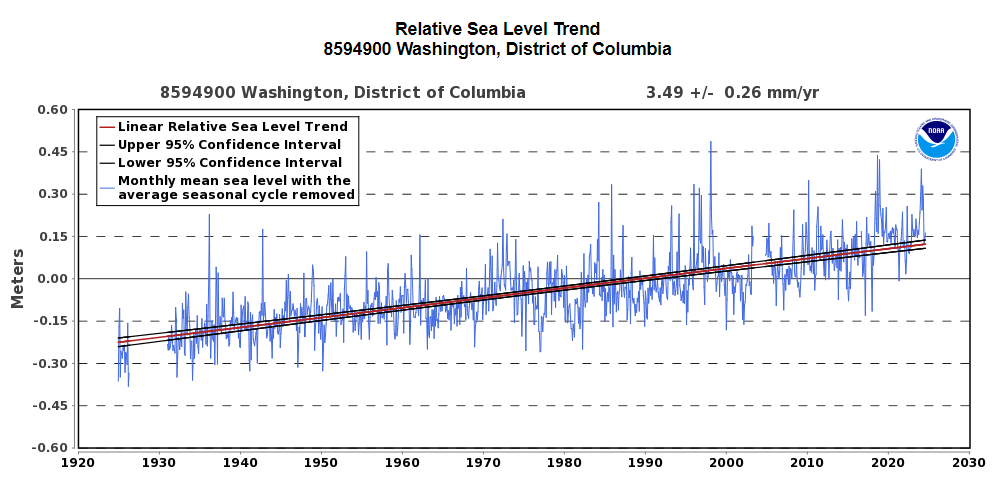 Relative Sea Level Trend
8594900 Washington, District of Columbia
8594900 Washington, District of Columbia 3.49 +/- 0.26 mm/yr
Linear Relative Sea Level Trend
Upper 95% Confidence Interval
Lower 95% Confidence Interval
Monthly mean sea level with the
average seasonal cycle removed
NOAA
Meters
0.60
0.45
0.30
0.15
0.00
-0.15
-0.30
-0.45
-0.60
1920 1930 1940 1950 1960 1970 1980 1990 2000 2010 2020 2030